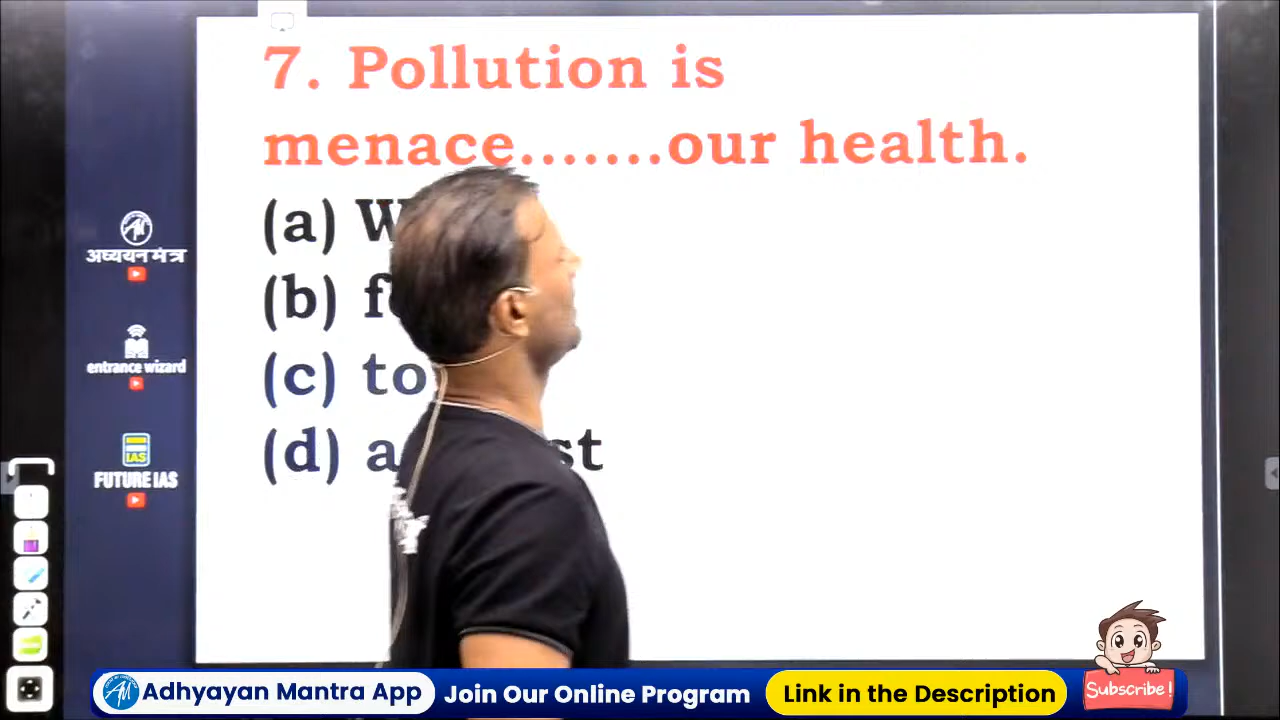 7. Pollution is
menace.......our health.
(a)
(b)
(c) to
(d)
अध्ययन मंत्र
entrance wizard
IAS
FUTURE IAS
Adhyayan Mantra App
Join Our Online Program
Link in the Description
Subscribe!